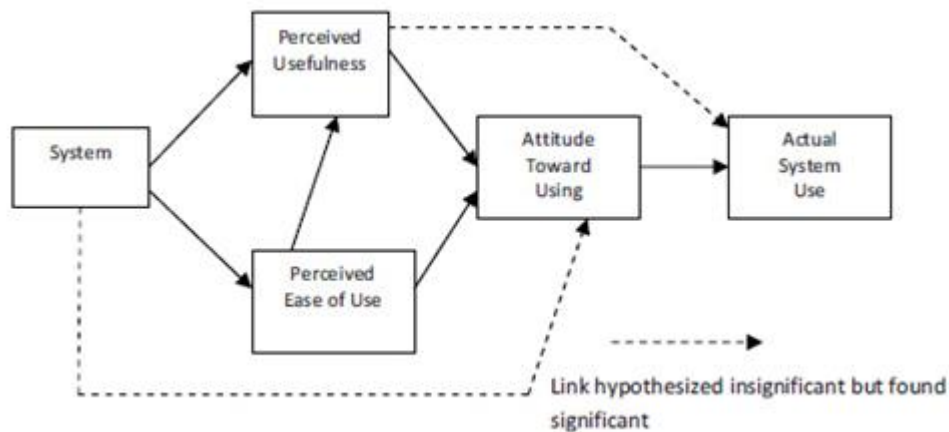 Perceived
Usefulness
System
Attitude
Toward
Using
Actual
System
Use
Perceived
Ease of Use
Link hypothesized insignificant but found
significant